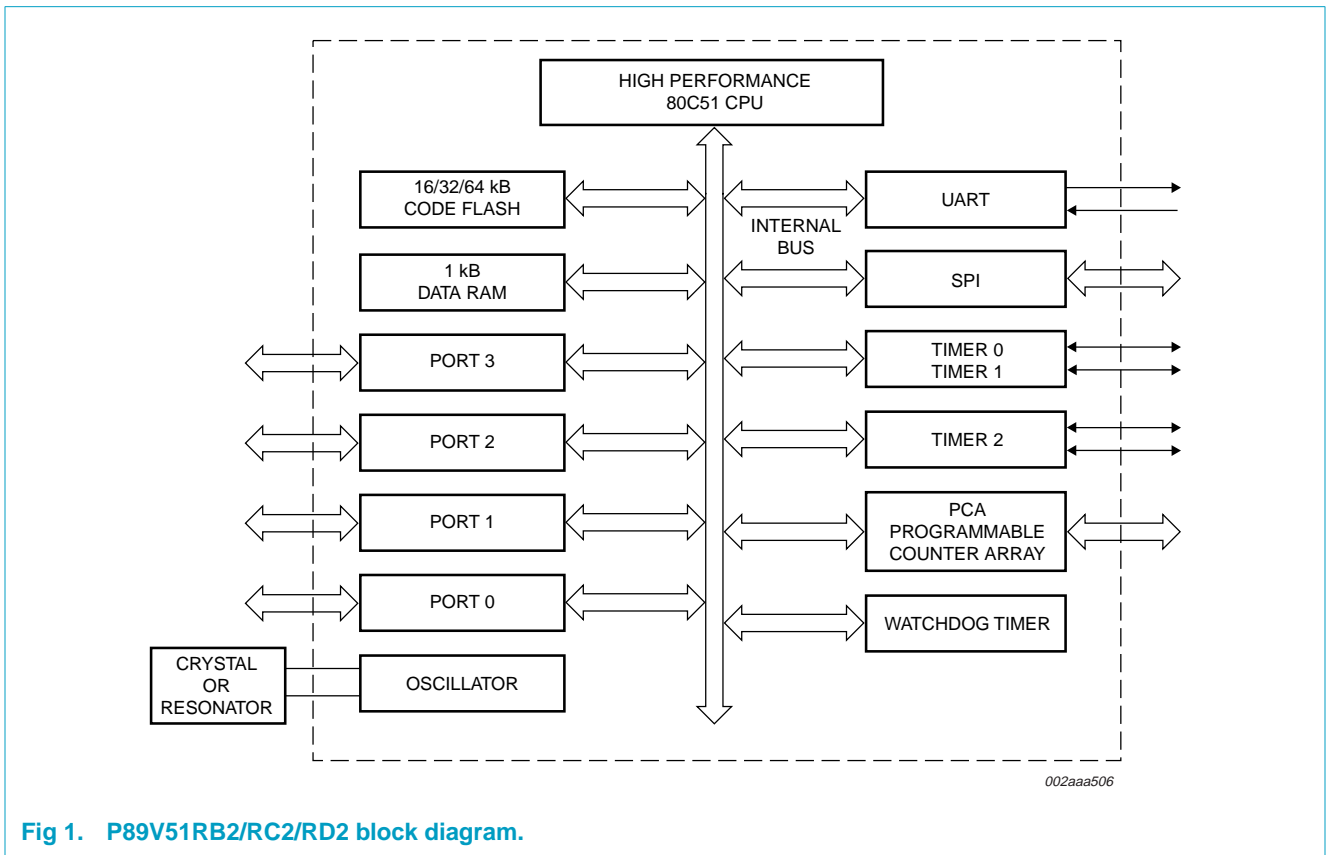 HIGH PERFORMANCE
80C51 CPU
16/32/64 kB
CODE FLASH
UART
INTERNAL
BUS
1 kB
DATA RAM
SPI
PORT 3
TIMER 0
TIMER 1
PORT 2
TIMER 2
PORT 1
PCA
PROGRAMMABLE
COUNTER ARRAY
PORT 0
WATCHDOG TIMER
CRYSTAL
OR
RESONATOR
OSCILLATOR
002aaa506
Fig 1. P89V51RB2/RC2/RD2 block diagram.